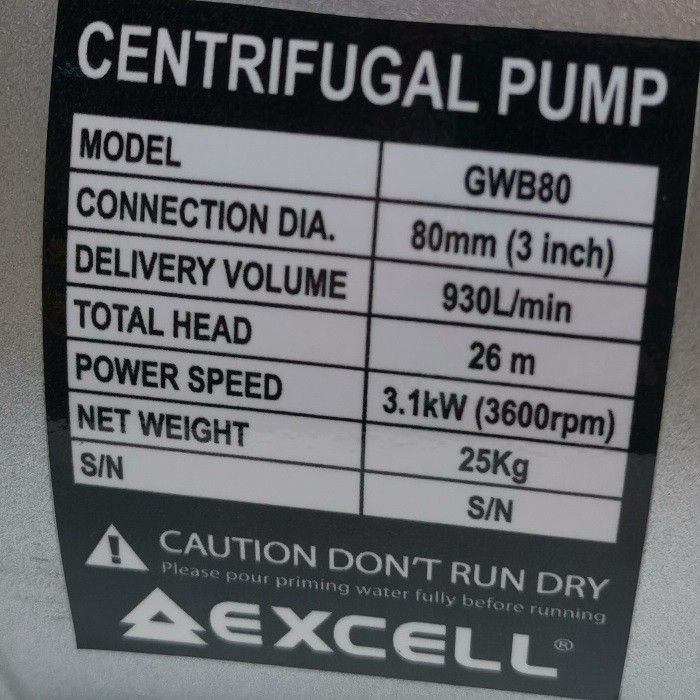 CENTRIFUGAL PUMP
MODEL GWB80
CONNECTION DIA. 80mm (3 inch)
DELIVERY VOLUME 930L/min
TOTAL HEAD 26 m
POWER SPEED 3.1kW (3600rpm)
NET WEIGHT 25Kg
S/N S/N
CAUTION DON'T RUN DRY
Please pour priming water fully before running
EXCELL®